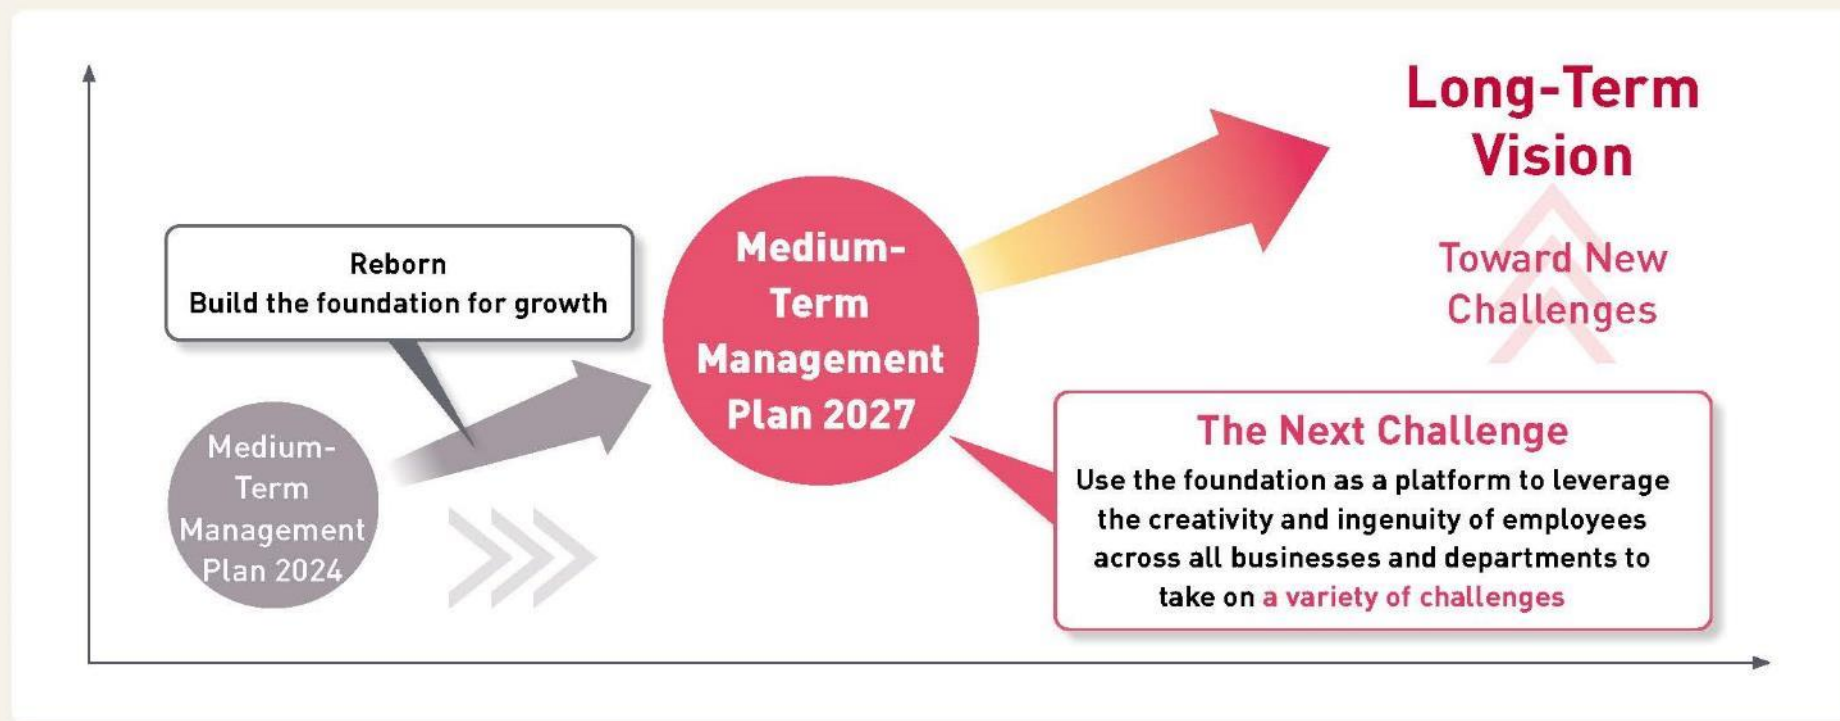 Long-Term
Vision
Toward New
Challenges
Reborn
Build the foundation for growth
Medium-
Term
Management
Plan 2027
Medium-
Term
Management
Plan 2024
The Next Challenge
Use the foundation as a platform to leverage
the creativity and ingenuity of employees
across all businesses and departments to
take on a variety of challenges